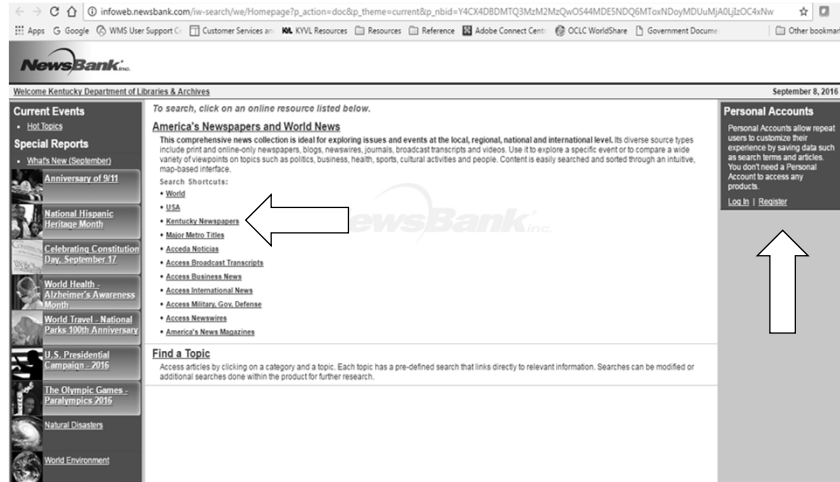 infoweb.newsbank.com/iw-search/we/Homepage?p_action=doc&p_theme=current&p_nbid=
Apps Google WMS User Support C Customer Services an KYVL Resources Resources Reference Adobe Connect Cent OCLC WorldShare Government Docume Other bookmar
NewsBank inc.
Welcome Kentucky Department of Libraries & Archives
September 8, 2016
Current Events
• Hot Topics
Special Reports
• What's New (September)
Anniversary of 9/11
National Hispanic
Heritage Month
Celebrating Constitution
Day, September 17
World Health -
Alzheimer's Awareness
Month
World Travel - National
Parks 100th Anniversary
U.S. Presidential
Campaign - 2016
The Olympic Games -
Paralympics 2016
Natural Disasters
World Environment
To search, click on an online resource listed below.
America's Newspapers and World News
This comprehensive news collection is ideal for exploring issues and events at the local, regional, national and international level. Its diverse source types
include print and online-only newspapers, blogs, newswires, journals, broadcast transcripts and videos. Use it to explore a specific event or to compare a wide
variety of viewpoints on topics such as politics, business, health, sports, cultural activities and people. Content is easily searched and sorted through an intuitive,
map-based interface.
Search Shortcuts:
• World
• USA
• Kentucky Newspapers
• Major Metro Titles
• Acceda Noticias
• Access Broadcast Transcripts
• Access Business News
• Access International News
• Access Military, Gov, Defense
• Access Newswires
• America's News Magazines
ewsBank inc.
Find a Topic
Access articles by clicking on a category and a topic. Each topic has a pre-defined search that links directly to relevant information. Searches can be modified or
additional searches done within the product for further research.
Personal Accounts
Personal Accounts allow repeat
users to customize their
experience by saving data such
as search terms and articles.
You don't need a Personal
Account to access any
products.
Log In | Register